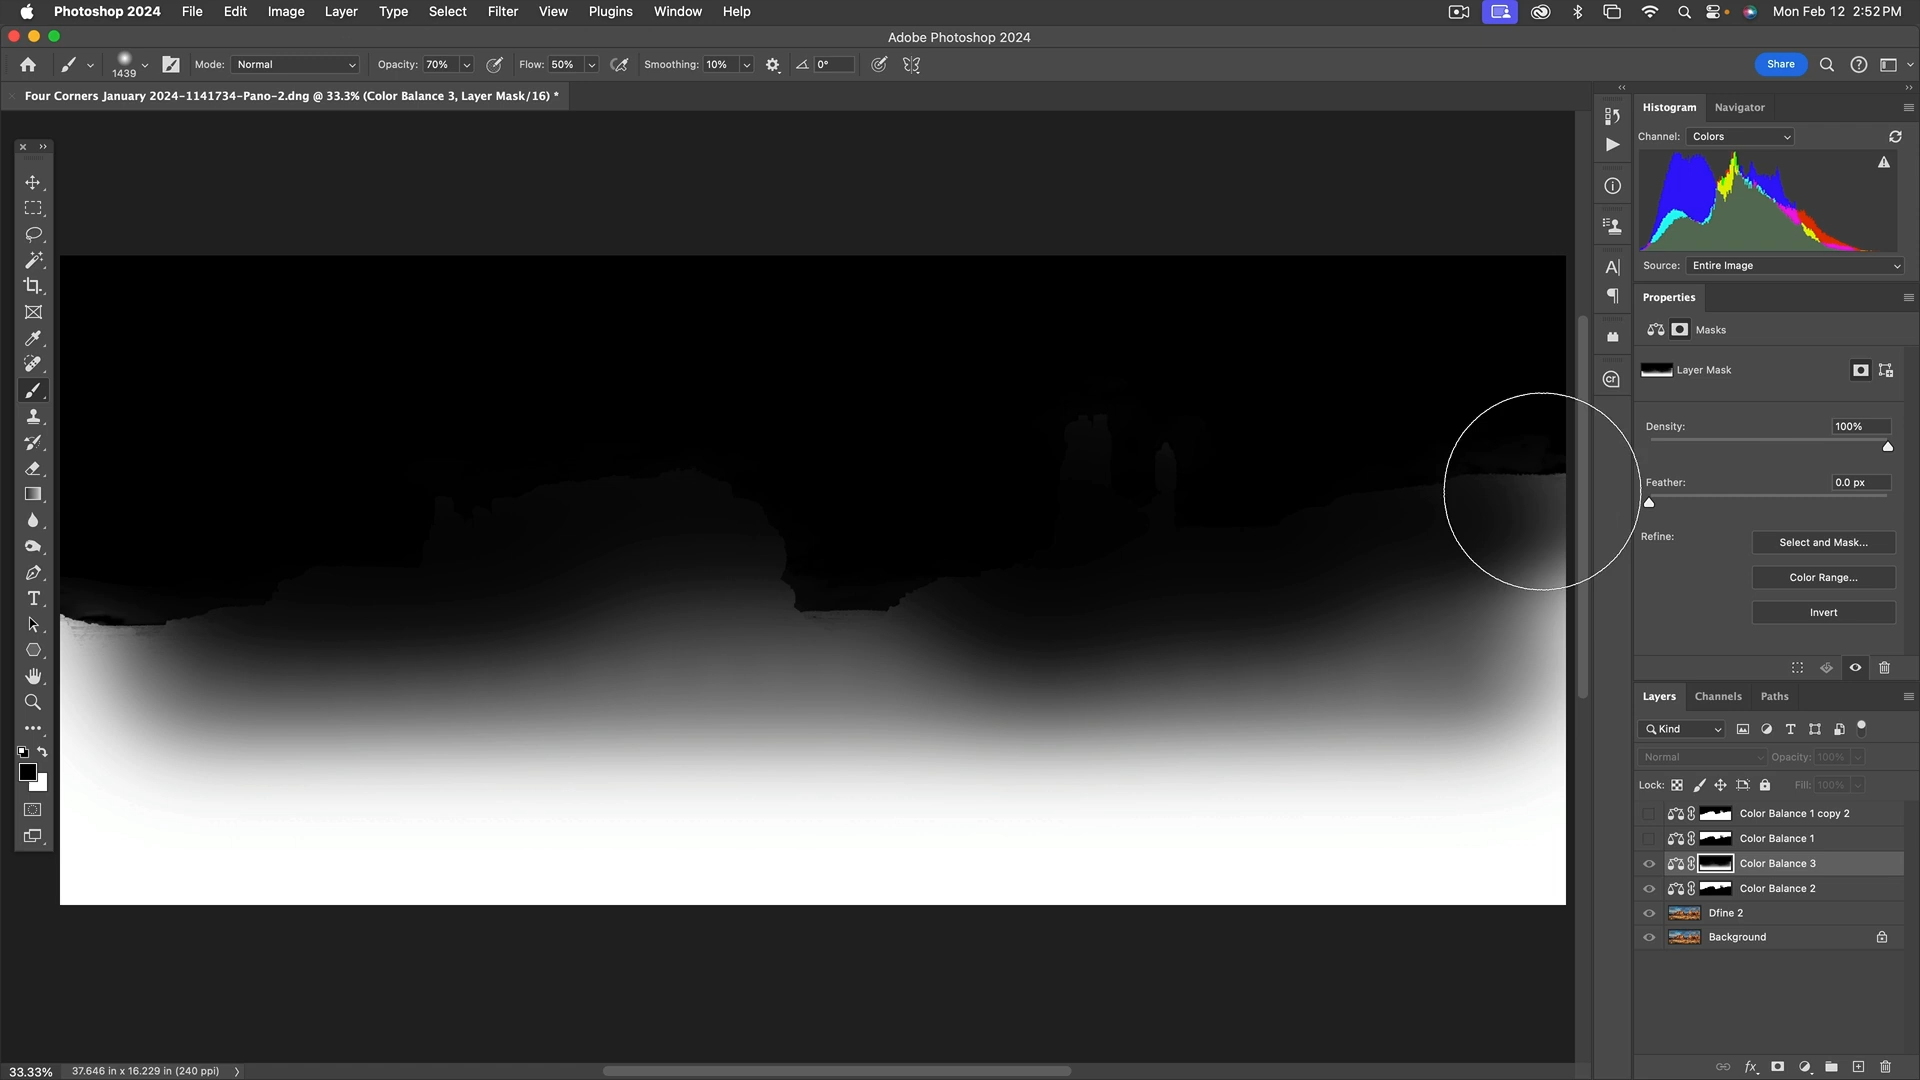 Photoshop 2024 File Edit Image Layer Type Select Filter View Plugins Window Help Mon Feb 12 2:52 PM
Adobe Photoshop 2024
1439 Mode: Normal Opacity: 70% Flow: 50% Smoothing: 10% 0° Share
Four Corners January 2024-1141734-Pano-2.dng @ 33.3% (Color Balance 3, Layer Mask/16) *
Histogram Navigator
Channel: Colors
Source: Entire Image
Properties
Masks
Layer Mask
Density: 100%
Feather: 0.0 px
Refine: Select and Mask...
Color Range...
Invert
Layers Channels Paths
Kind
Normal Opacity: 100%
Lock: Fill: 100%
Color Balance 1 copy 2
Color Balance 1
Color Balance 3
Color Balance 2
Dfine 2
Background
33.33% 37.646 in x 16.229 in (240 ppi)